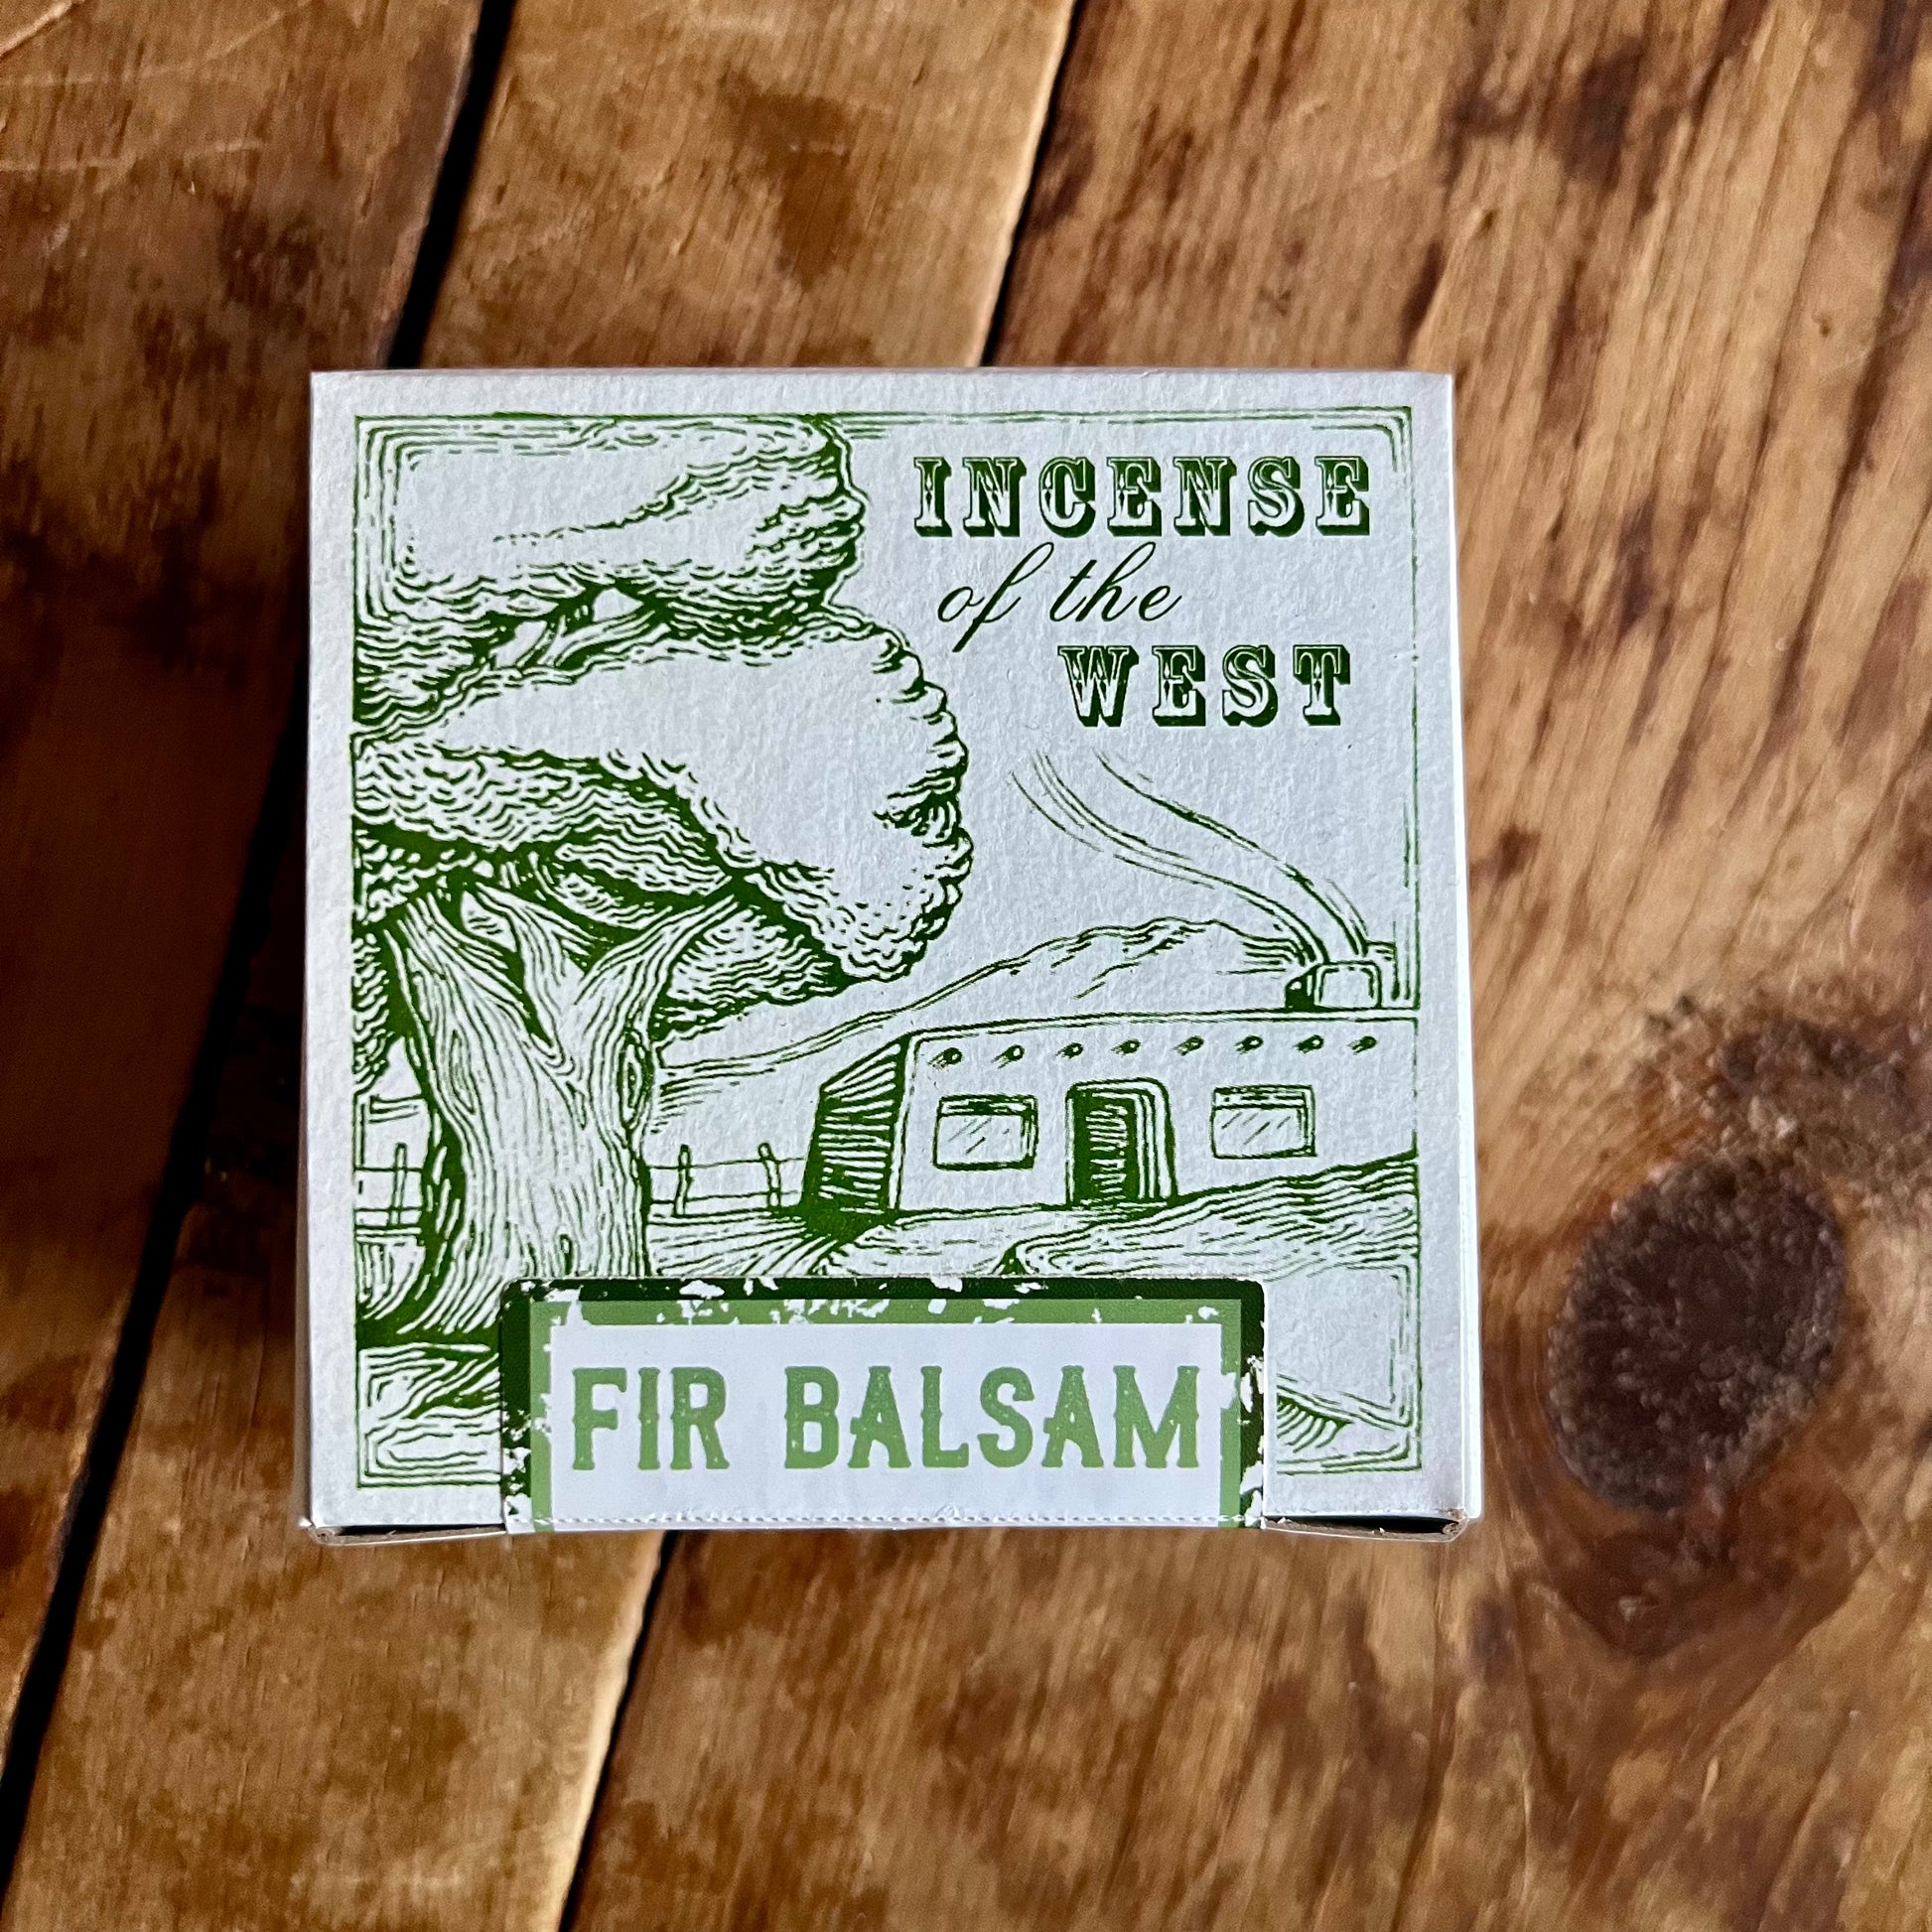 INCENSE
of the
WEST
FIR BALSAM